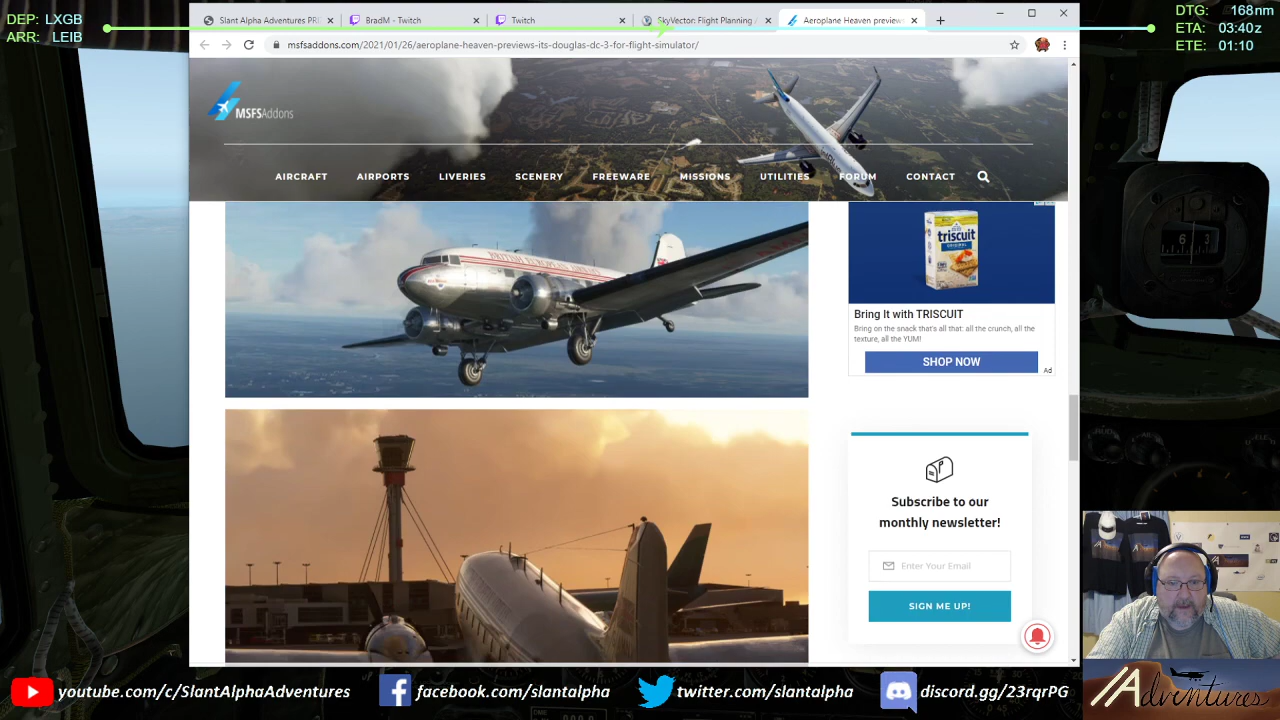 DEP: LXGB
ARR: LEIB
Slant Alpha Adventures PR
BradM - Twitch
Twitch
SkyVector: Flight Planning /
Aeroplane Heaven preview
DTG: 168nm
ETA: 03:40z
ETE: 01:10
msfsaddons.com/2021/01/26/aeroplane-heaven-previews-its-douglas-dc-3-for-flight-simulator/
MSFSAddons
AIRCRAFT AIRPORTS LIVERIES SCENERY FREEWARE MISSIONS UTILITIES FORUM CONTACT
triscuit
ORIGINAL
Bring It with TRISCUIT
Bring on the snack that's all that: all the crunch, all the
texture, all the YUM!
SHOP NOW
Ad
6 3
Subscribe to our
monthly newsletter!
Enter Your Email
SIGN ME UP!
youtube.com/c/SlantAlphaAdventures
facebook.com/slantalpha
twitter.com/slantalpha
discord.gg/23rqrPG
Adventures